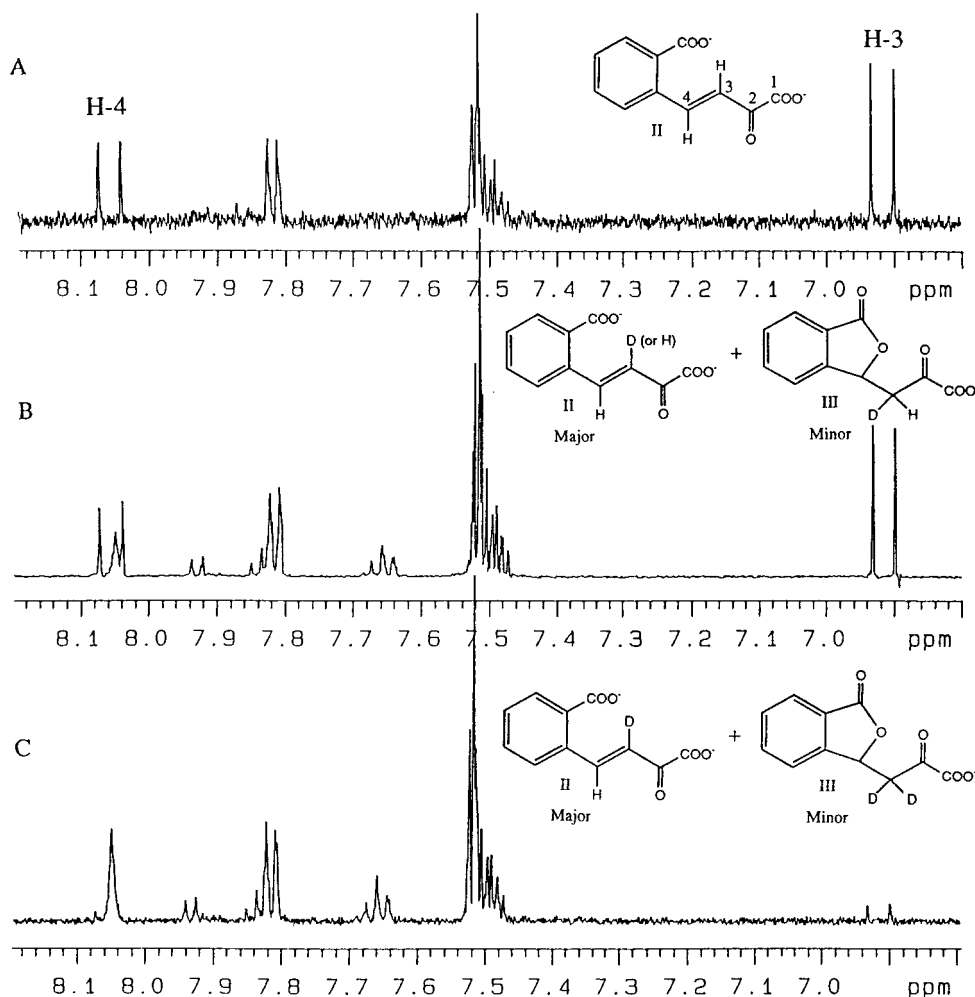 A
H-4
H-3
COO-
H
4
3
2
1
COO-
H
O
II
8.1 8.0 7.9 7.8 7.7 7.6 7.5 7.4 7.3 7.2 7.1 7.0 ppm
B
COO-
D (or H)
COO-
H
O
II
Major
+
O
O
O
COO
D
H
III
Minor
8.1 8.0 7.9 7.8 7.7 7.6 7.5 7.4 7.3 7.2 7.1 7.0 ppm
C
COO-
D
COO-
H
O
II
Major
+
O
O
O
COO-
D
D
III
Minor
8.1 8.0 7.9 7.8 7.7 7.6 7.5 7.4 7.3 7.2 7.1 7.0 ppm